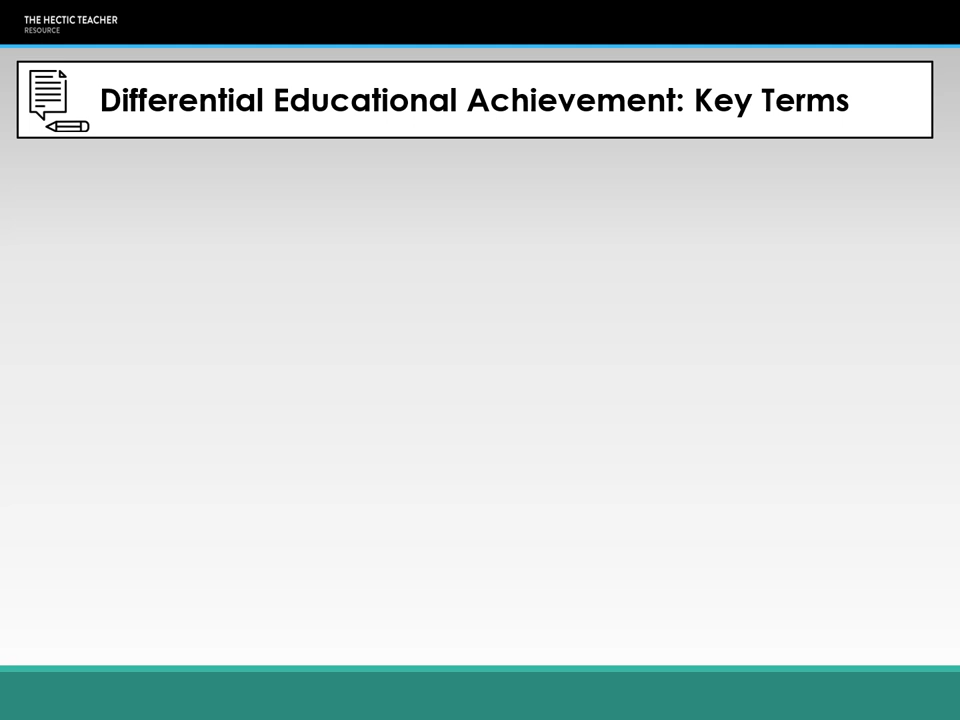 THE HECTIC TEACHER
RESOURCE
Differential Educational Achievement: Key Terms